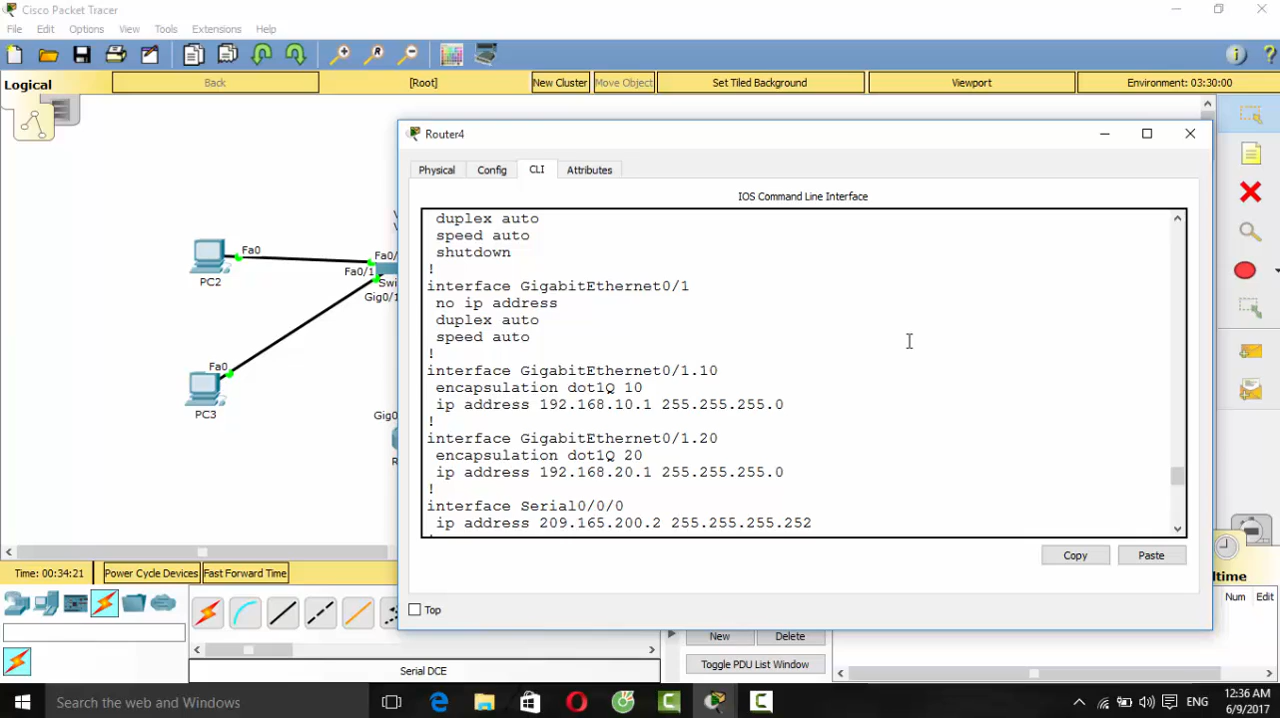 Cisco Packet Tracer
File Edit Options View Tools Extensions Help
Logical
Back
[Root]
New Cluster
Move Object
Set Tiled Background
Viewport
Environment: 03:30:00
Router4
Physical
Config
CLI
Attributes
IOS Command Line Interface
duplex auto
speed auto
shutdown
!
interface GigabitEthernet0/1
no ip address
duplex auto
speed auto
!
interface GigabitEthernet0/1.10
encapsulation dot1Q 10
ip address 192.168.10.1 255.255.255.0
!
interface GigabitEthernet0/1.20
encapsulation dot1Q 20
ip address 192.168.20.1 255.255.255.0
!
interface Serial0/0/0
ip address 209.165.200.2 255.255.255.252
Copy
Paste
Top
Fa0
PC2
Fa0/
Fa0/1
Swi
Gig0/1
Fa0
PC3
Gig0/
R
Time: 00:34:21
Power Cycle Devices
Fast Forward Time
ltime
Num
Edit
New
Delete
Toggle PDU List Window
Serial DCE
Search the web and Windows
ENG
12:36 AM
6/9/2017